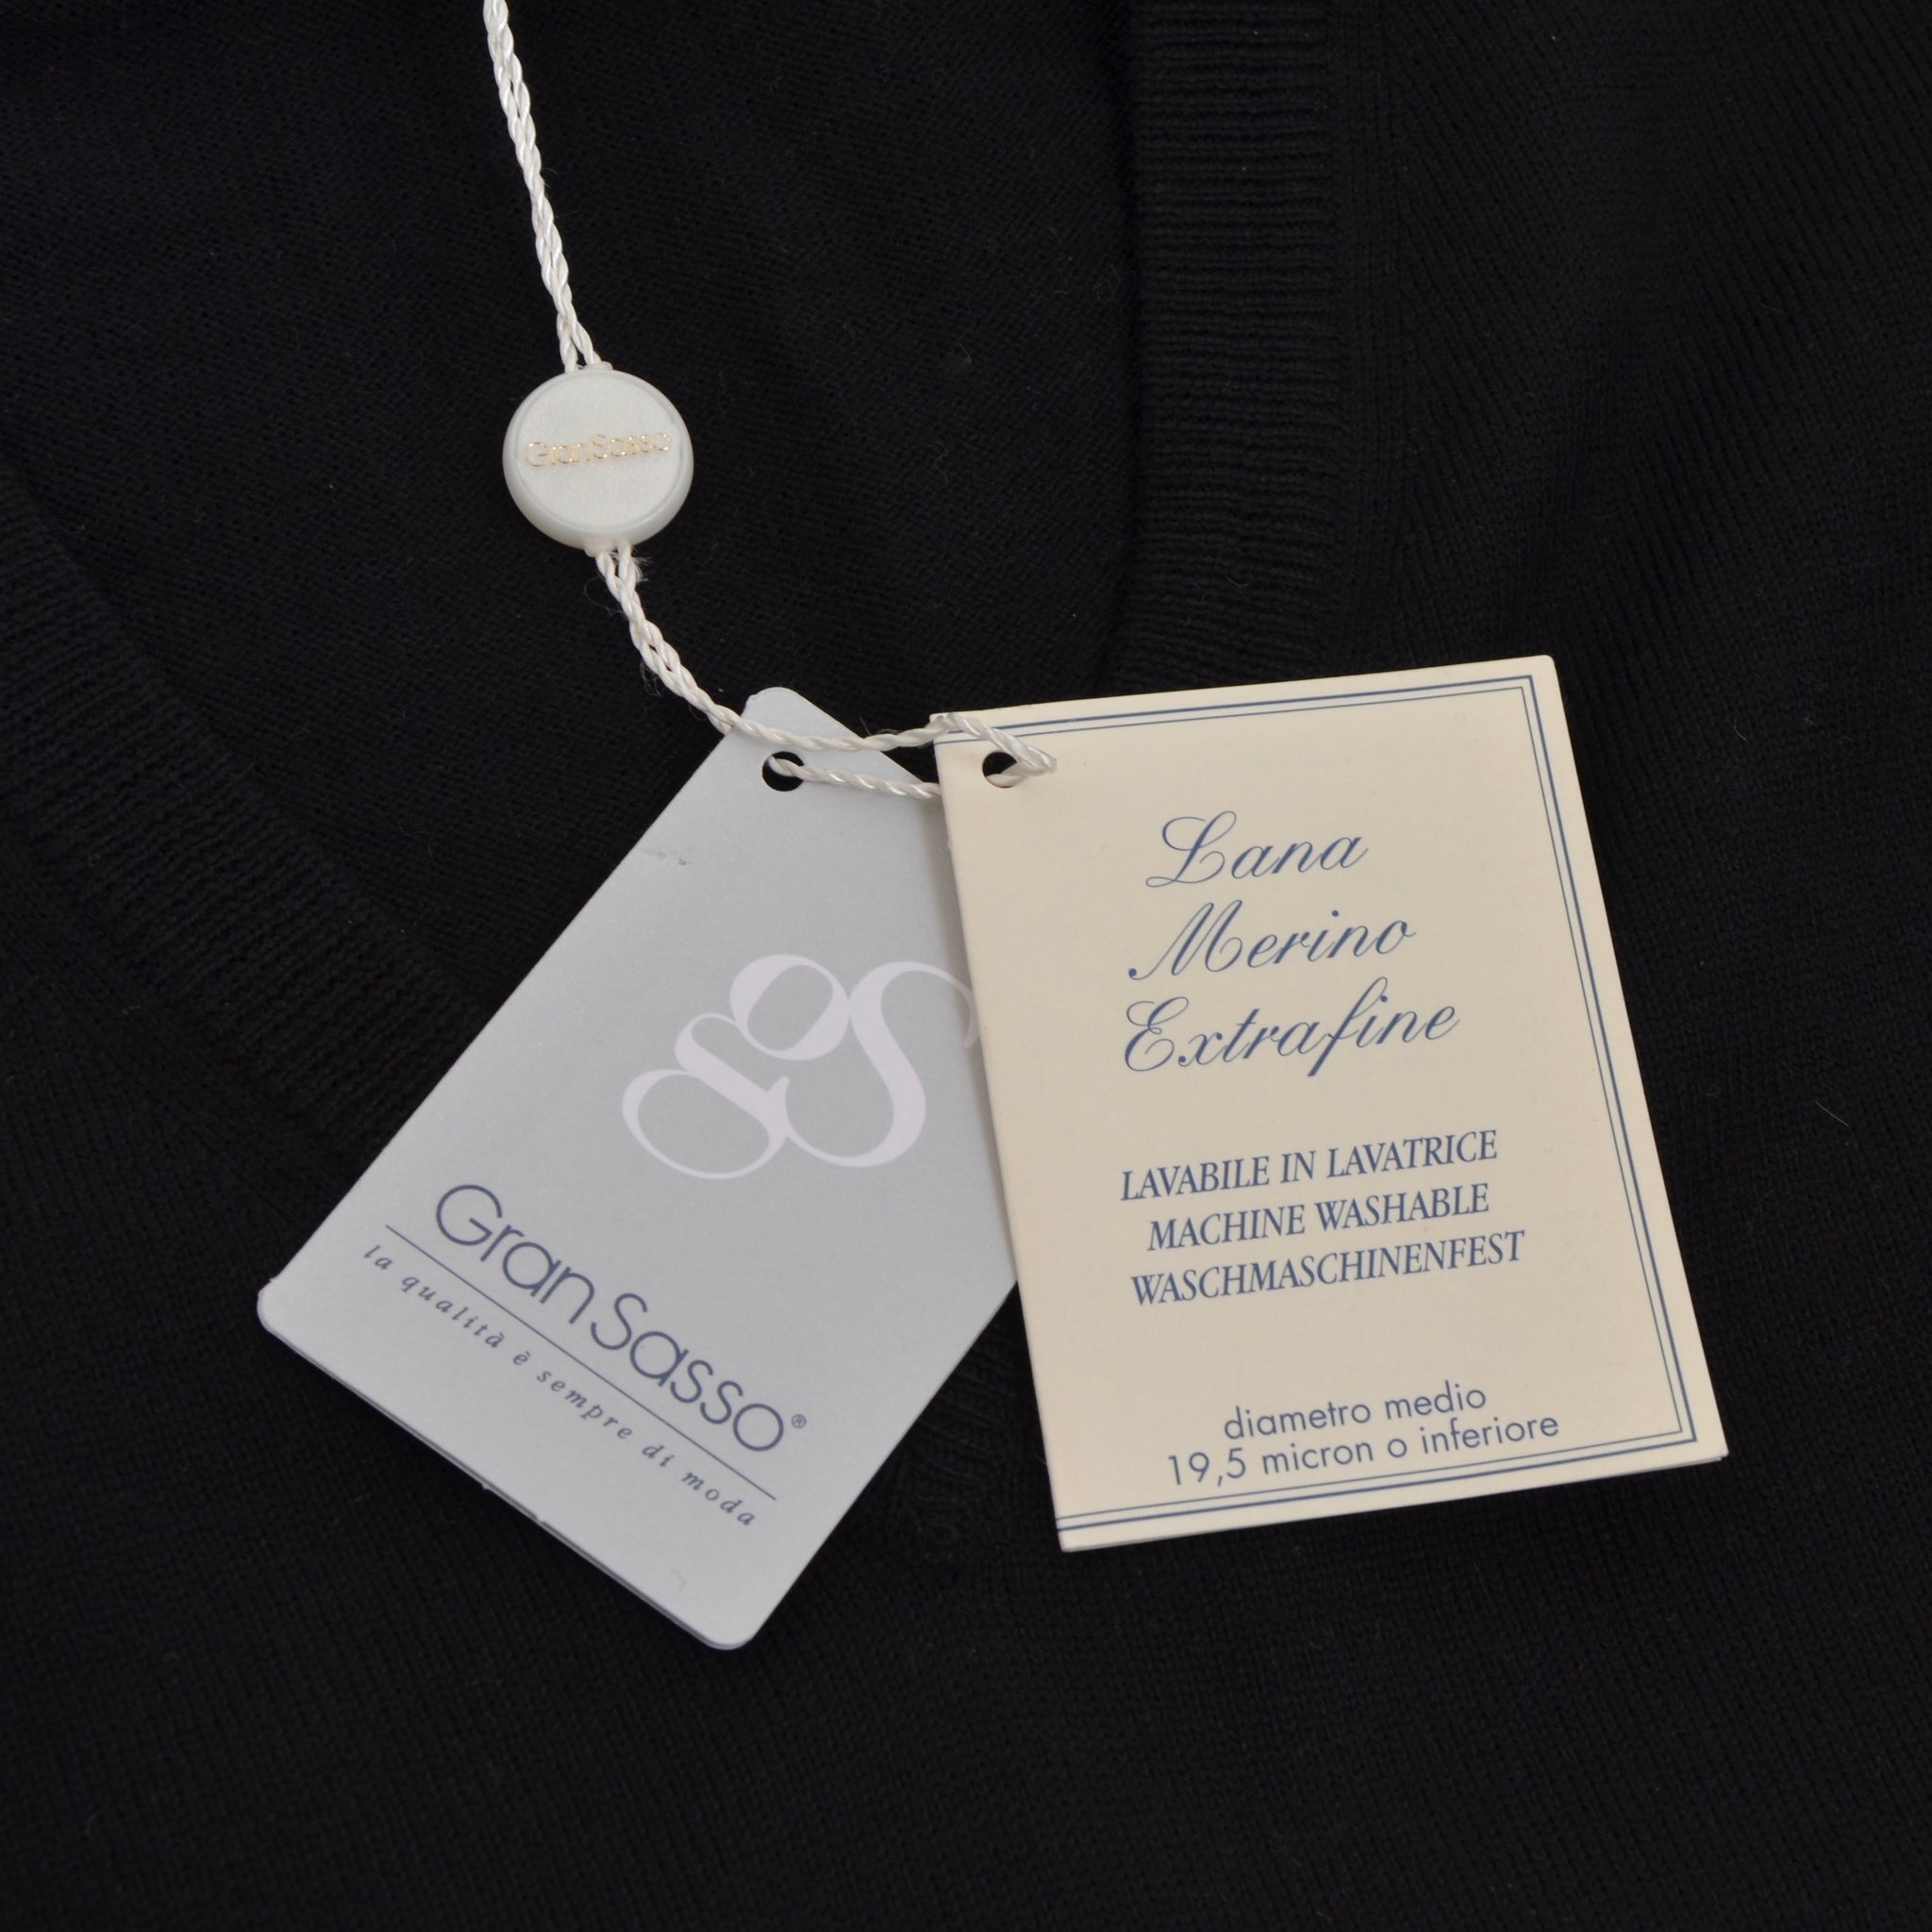 GranSasso
gs
Gran Sasso®
la qualità è sempre di moda
Lana
Merino
Extrafine
LAVABILE IN LAVATRICE
MACHINE WASHABLE
WASCHMASCHINENFEST
diametro medio
19,5 micron o inferiore